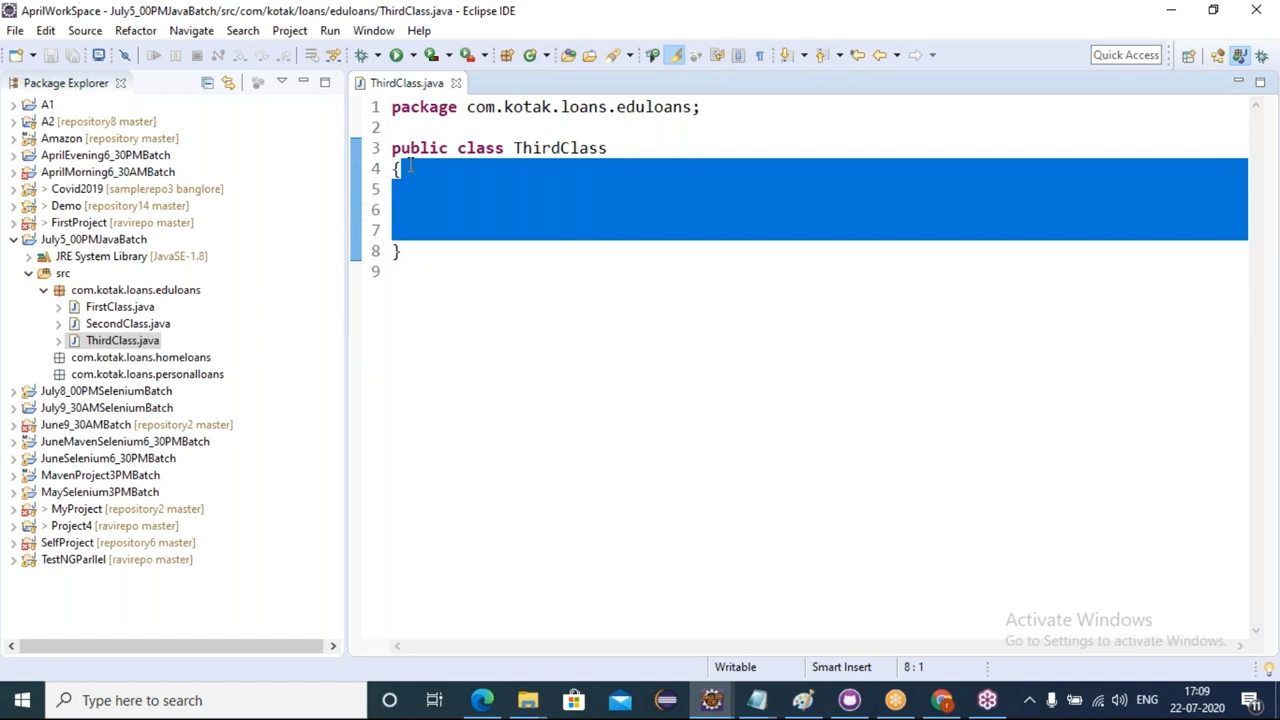 AprilWorkSpace - July5_00PMJavaBatch/src/com/kotak/loans/eduloans/ThirdClass.java - Eclipse IDE
File Edit Source Refactor Navigate Search Project Run Window Help
Quick Access
Package Explorer
ThirdClass.java
A1
A2 [repository8 master]
Amazon [repository master]
AprilEvening6_30PMBatch
AprilMorning6_30AMBatch
> Covid2019 [samplerepo3 banglore]
> Demo [repository14 master]
> FirstProject [ravirepo master]
July5_00PMJavaBatch
JRE System Library [JavaSE-1.8]
src
com.kotak.loans.eduloans
FirstClass.java
SecondClass.java
ThirdClass.java
com.kotak.loans.homeloans
com.kotak.loans.personalloans
July8_00PMSeleniumBatch
July9_30AMSeleniumBatch
June9_30AMBatch [repository2 master]
JuneMavenSelenium6_30PMBatch
JuneSelenium6_30PMBatch
MavenProject3PMBatch
MaySelenium3PMBatch
> MyProject [repository2 master]
> Project4 [ravirepo master]
SelfProject [repository6 master]
TestNGParllel [ravirepo master]
1 package com.kotak.loans.eduloans;
2
3 public class ThirdClass
4 {
5
6
7
8 }
9
Activate Windows
Go to Settings to activate Windows.
Writable Smart Insert 8 : 1
Type here to search
ENG
17:09
22-07-2020
11